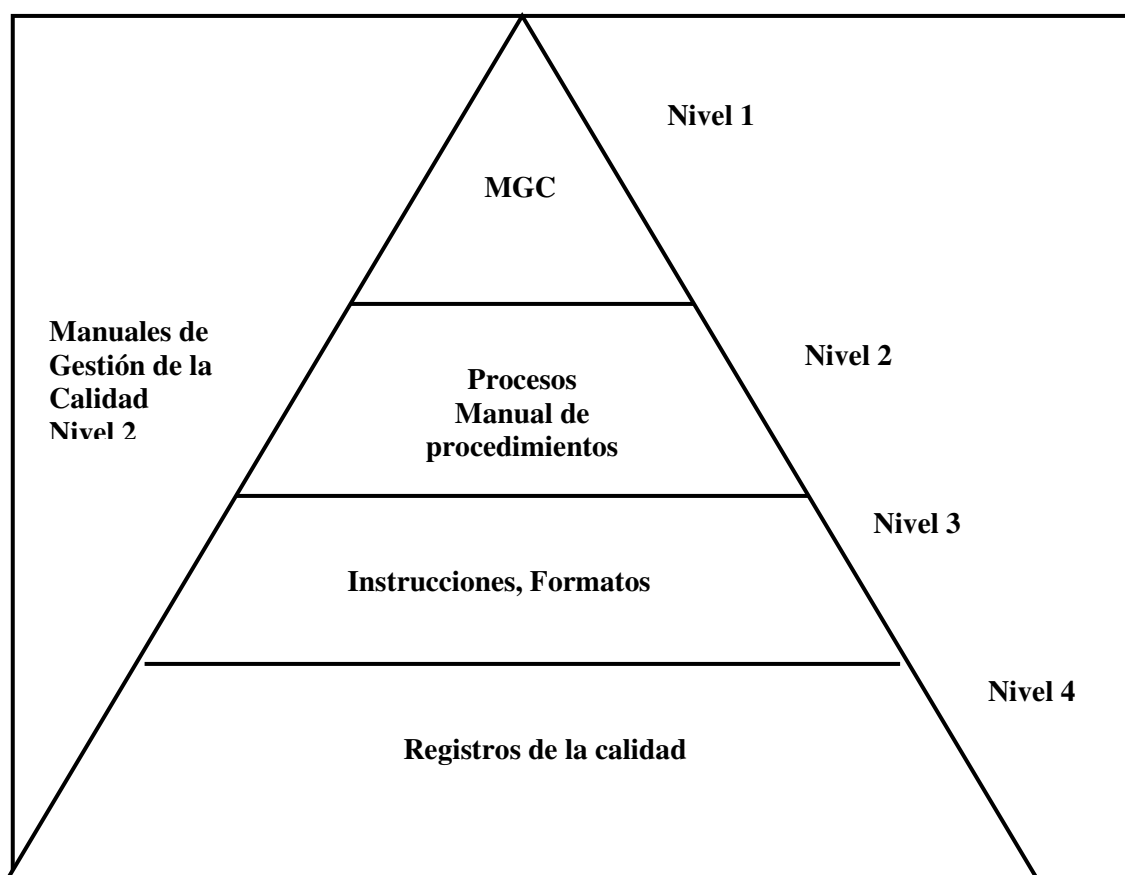 Nivel 1
MGC
Manuales de
Gestión de la
Calidad
Nivel 2
Nivel 2
Procesos
Manual de
procedimientos
Nivel 3
Instrucciones, Formatos
Nivel 4
Registros de la calidad